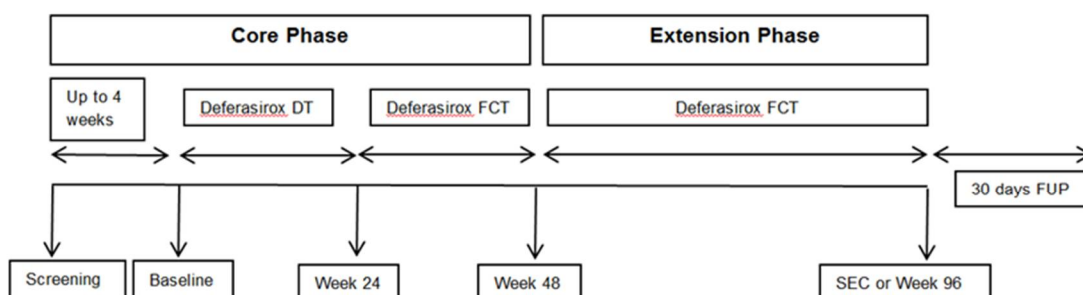 Core Phase
Extension Phase
Up to 4
weeks
Deferasirox DT
Deferasirox FCT
Deferasirox FCT
30 days FUP
Screening
Baseline
Week 24
Week 48
SEC or Week 96